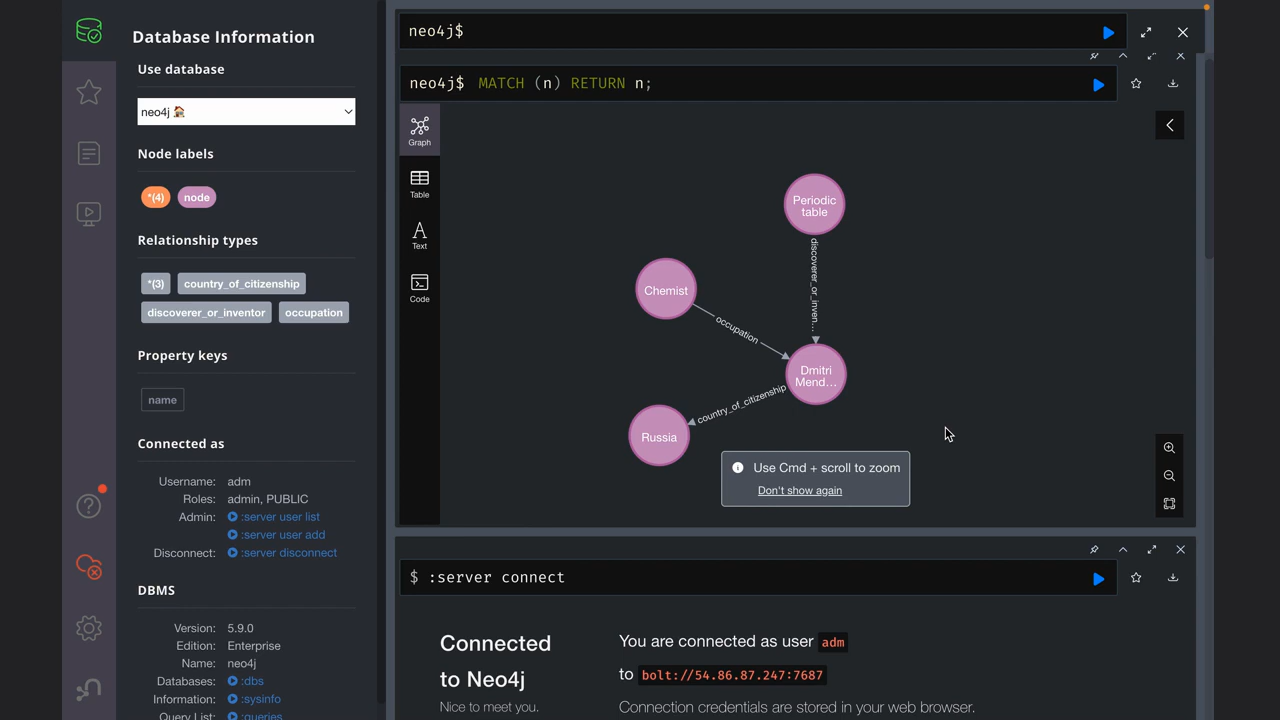 Database Information
Use database
neo4j
Node labels
*(4) node
Relationship types
*(3) country_of_citizenship
discoverer_or_inventor occupation
Property keys
name
Connected as
Username: adm
Roles: admin, PUBLIC
Admin: :server user list
:server user add
Disconnect: :server disconnect
DBMS
Version: 5.9.0
Edition: Enterprise
Name: neo4j
Databases: :dbs
Information: :sysinfo
Query List: :queries
neo4j$
neo4j$ MATCH (n) RETURN n;
Graph
Table
Text
Code
Periodic
table
discoverer_or_inven...
Chemist
occupation
Dmitri
Mend...
country_of_citizenship
Russia
Use Cmd + scroll to zoom
Don't show again
$ :server connect
Connected
to Neo4j
Nice to meet you.
You are connected as user adm
to bolt://54.86.87.247:7687
Connection credentials are stored in your web browser.